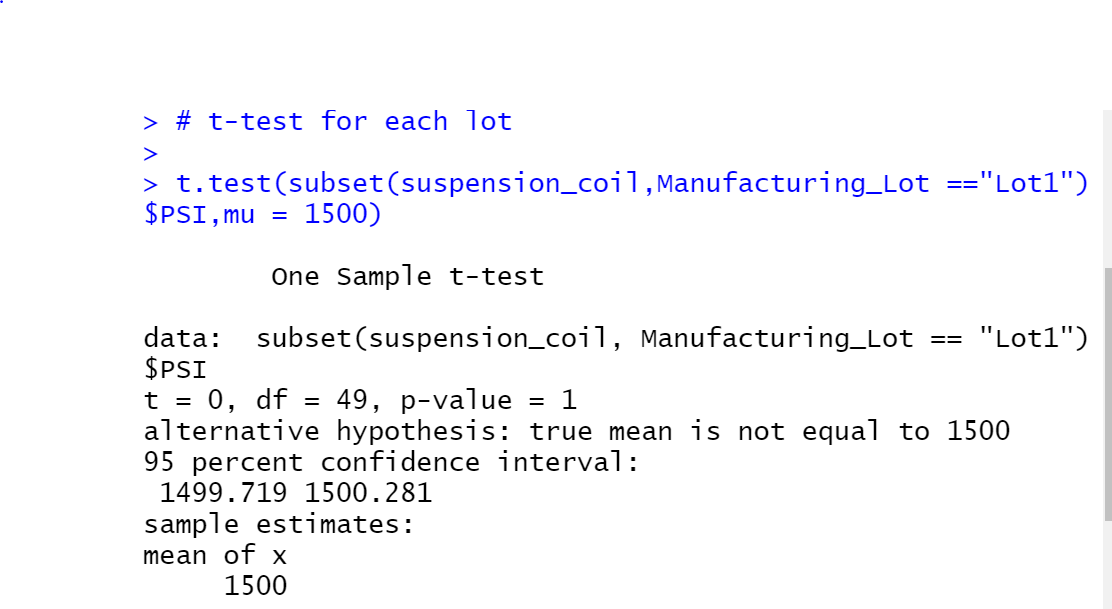 > # t-test for each lot
>
> t.test(subset(suspension_coil,Manufacturing_Lot =="Lot1")
$PSI,mu = 1500)
One Sample t-test
data:  subset(suspension_coil, Manufacturing_Lot == "Lot1")
$PSI
t = 0, df = 49, p-value = 1
alternative hypothesis: true mean is not equal to 1500
95 percent confidence interval:
 1499.719 1500.281
sample estimates:
mean of x
     1500